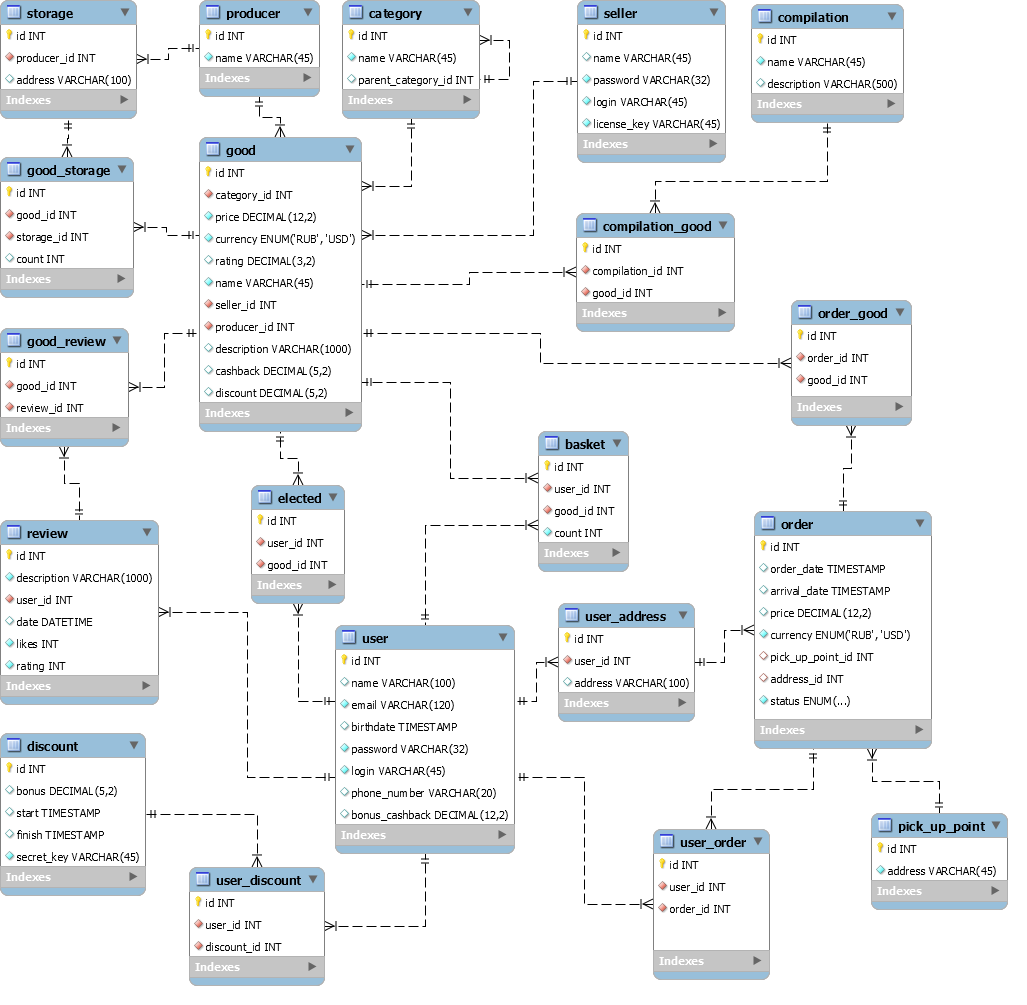 storage
id INT
producer_id INT
address VARCHAR(100)
Indexes
producer
id INT
name VARCHAR(45)
Indexes
category
id INT
name VARCHAR(45)
parent_category_id INT
Indexes
seller
id INT
name VARCHAR(45)
password VARCHAR(32)
login VARCHAR(45)
license_key VARCHAR(45)
Indexes
compilation
id INT
name VARCHAR(45)
description VARCHAR(500)
Indexes
good_storage
id INT
good_id INT
storage_id INT
count INT
Indexes
good
id INT
category_id INT
price DECIMAL(12,2)
currency ENUM('RUB', 'USD')
rating DECIMAL(3,2)
name VARCHAR(45)
seller_id INT
producer_id INT
description VARCHAR(1000)
cashback DECIMAL(5,2)
discount DECIMAL(5,2)
Indexes
compilation_good
id INT
compilation_id INT
good_id INT
Indexes
good_review
id INT
good_id INT
review_id INT
Indexes
order_good
id INT
order_id INT
good_id INT
Indexes
basket
id INT
user_id INT
good_id INT
count INT
Indexes
elected
id INT
user_id INT
good_id INT
Indexes
review
id INT
description VARCHAR(1000)
user_id INT
date DATETIME
likes INT
rating INT
Indexes
order
id INT
order_date TIMESTAMP
arrival_date TIMESTAMP
price DECIMAL(12,2)
currency ENUM('RUB', 'USD')
pick_up_point_id INT
address_id INT
status ENUM(...)
Indexes
user_address
id INT
user_id INT
address VARCHAR(100)
Indexes
user
id INT
name VARCHAR(100)
email VARCHAR(120)
birthdate TIMESTAMP
password VARCHAR(32)
login VARCHAR(45)
phone_number VARCHAR(20)
bonus_cashback DECIMAL(12,2)
Indexes
discount
id INT
bonus DECIMAL(5,2)
start TIMESTAMP
finish TIMESTAMP
secret_key VARCHAR(45)
Indexes
user_discount
id INT
user_id INT
discount_id INT
Indexes
user_order
id INT
user_id INT
order_id INT
Indexes
pick_up_point
id INT
address VARCHAR(45)
Indexes